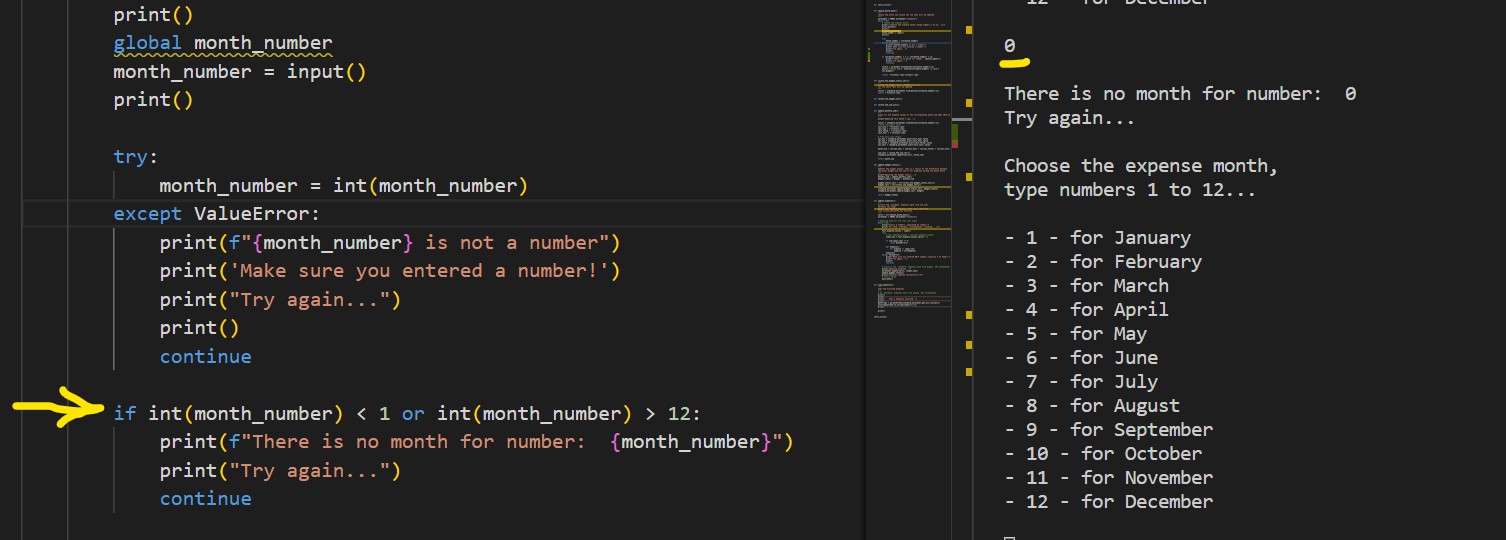 print()
global month_number
month_number = input()
print()
try:
month_number = int(month_number)
except ValueError:
print(f"{month_number} is not a number")
print('Make sure you entered a number!')
print("Try again...")
print()
continue
if int(month_number) < 1 or int(month_number) > 12:
print(f"There is no month for number:  {month_number}")
print("Try again...")
continue
- 12 - for December
0
There is no month for number:  0
Try again...
Choose the expense month,
type numbers 1 to 12...
- 1 - for January
- 2 - for February
- 3 - for March
- 4 - for April
- 5 - for May
- 6 - for June
- 7 - for July
- 8 - for August
- 9 - for September
- 10 - for October
- 11 - for November
- 12 - for December